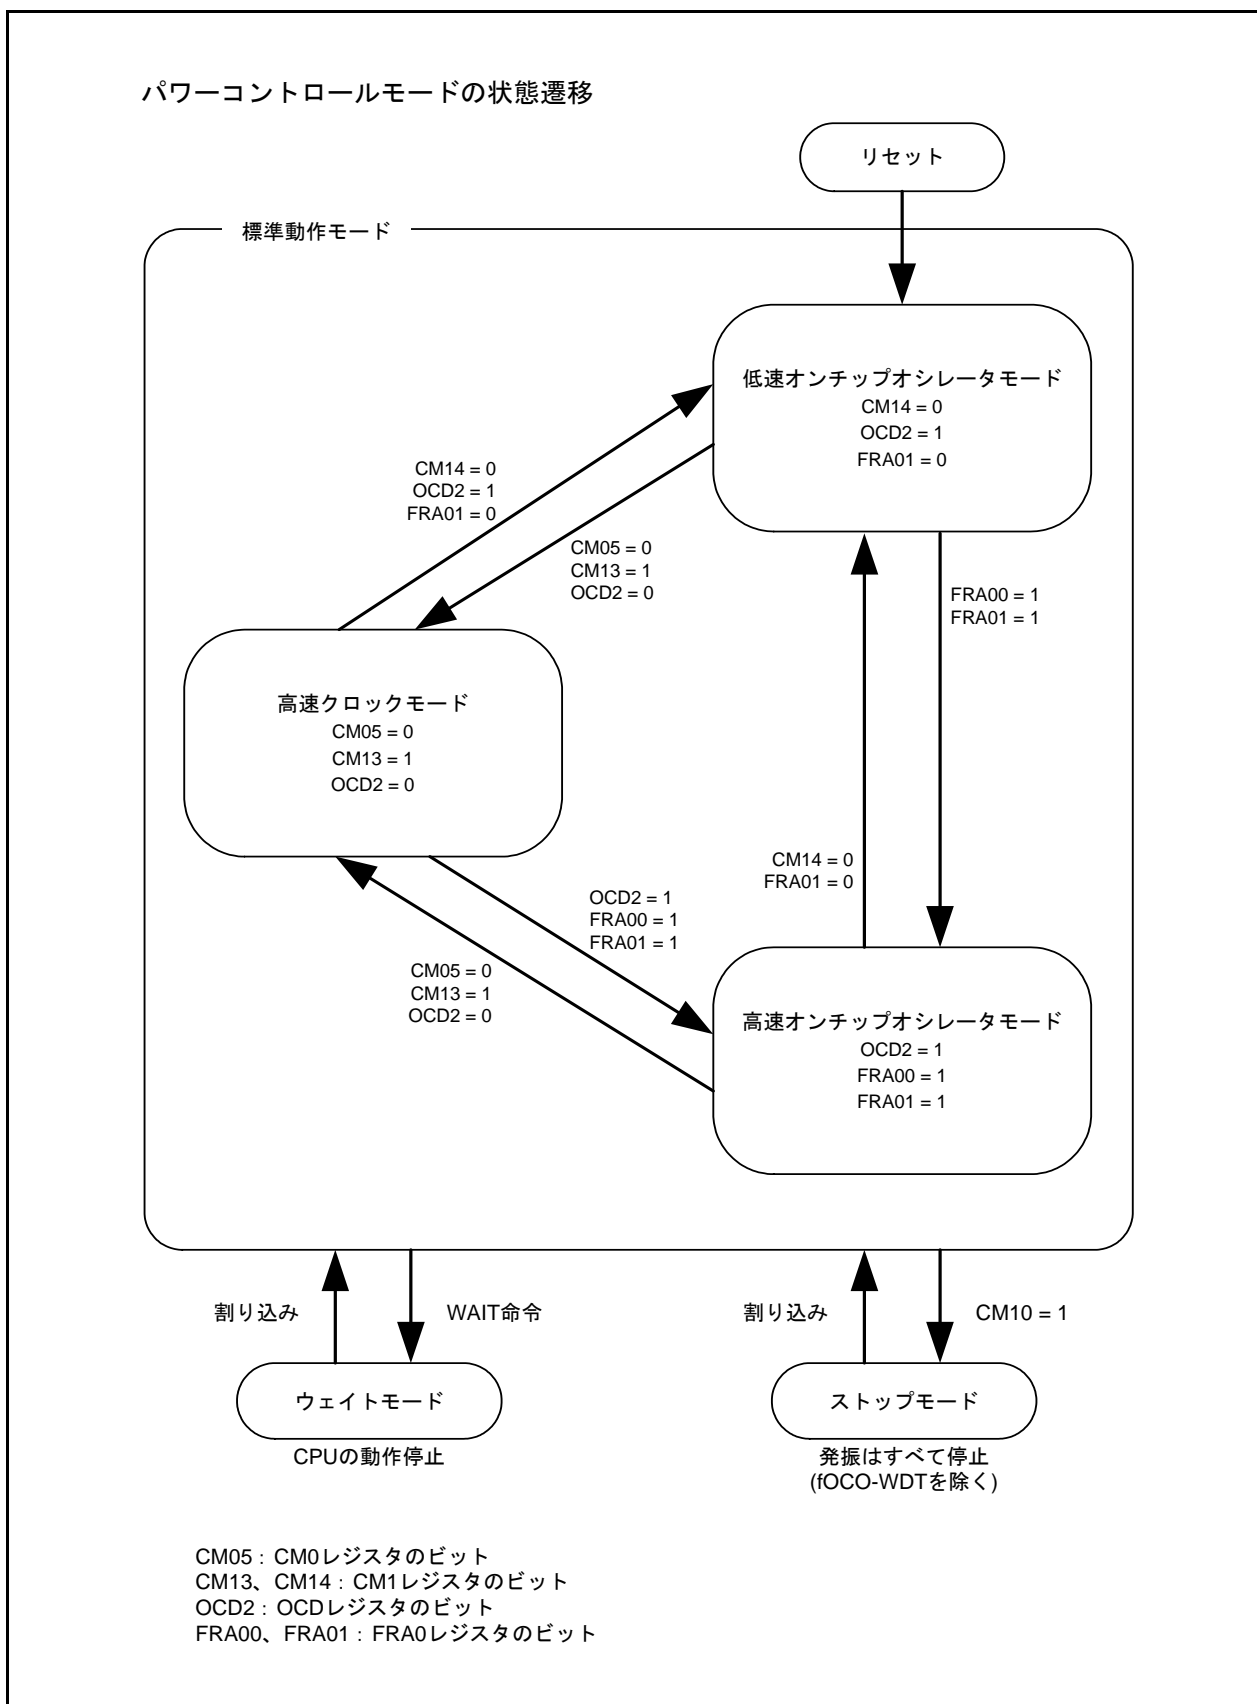 パワーコントロールモードの状態遷移
リセット
標準動作モード
低速オンチップオシレータモード
CM14 = 0
OCD2 = 1
FRA01 = 0
CM14 = 0
OCD2 = 1
FRA01 = 0
CM05 = 0
CM13 = 1
OCD2 = 0
FRA00 = 1
FRA01 = 1
高速クロックモード
CM05 = 0
CM13 = 1
OCD2 = 0
CM14 = 0
FRA01 = 0
OCD2 = 1
FRA00 = 1
FRA01 = 1
CM05 = 0
CM13 = 1
OCD2 = 0
高速オンチップオシレータモード
OCD2 = 1
FRA00 = 1
FRA01 = 1
割り込み
WAIT命令
割り込み
CM10 = 1
ウェイトモード
ストップモード
CPUの動作停止
発振はすべて停止
(fOCO-WDTを除く)
CM05：CM0レジスタのビット
CM13、CM14：CM1レジスタのビット
OCD2：OCDレジスタのビット
FRA00、FRA01：FRA0レジスタのビット